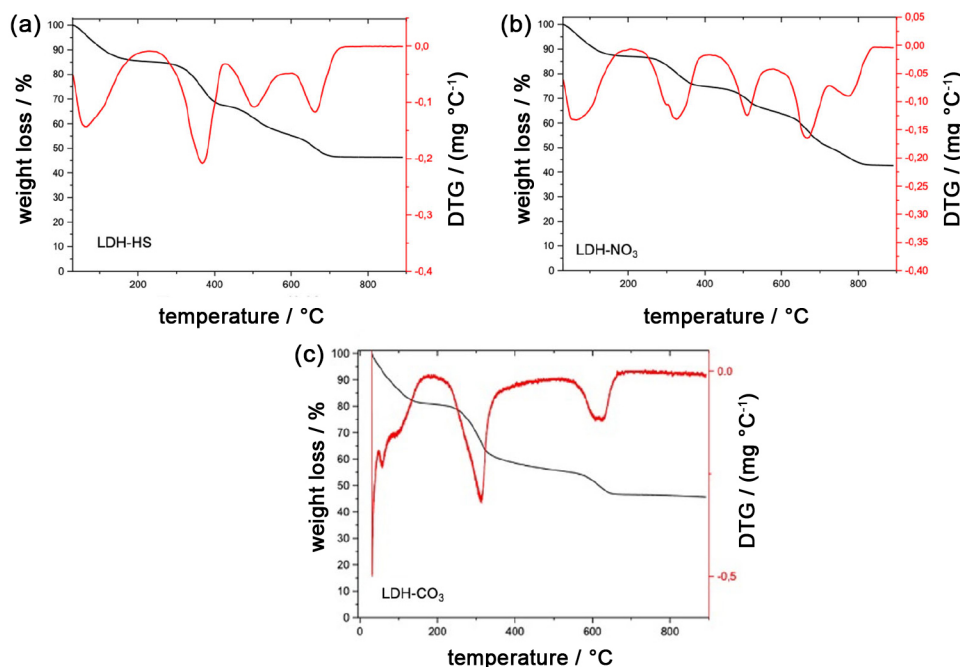 (a)
100
90
80
70
60
50
40
30
20
10
0
weight loss / %
0,0
-0,1
-0,2
-0,3
-0,4
DTG / (mg °C⁻¹)
LDH-HS
200 400 600 800
temperature / °C
(b)
100
90
80
70
60
50
40
30
20
10
0
weight loss / %
0,05
0,00
-0,05
-0,10
-0,15
-0,20
-0,25
-0,30
-0,35
-0,40
DTG / (mg °C⁻¹)
LDH-NO₃
200 400 600 800
temperature / °C
(c)
100
90
80
70
60
50
40
30
20
10
0
weight loss / %
0.0
-0,5
DTG / (mg °C⁻¹)
LDH-CO₃
0 200 400 600 800
temperature / °C